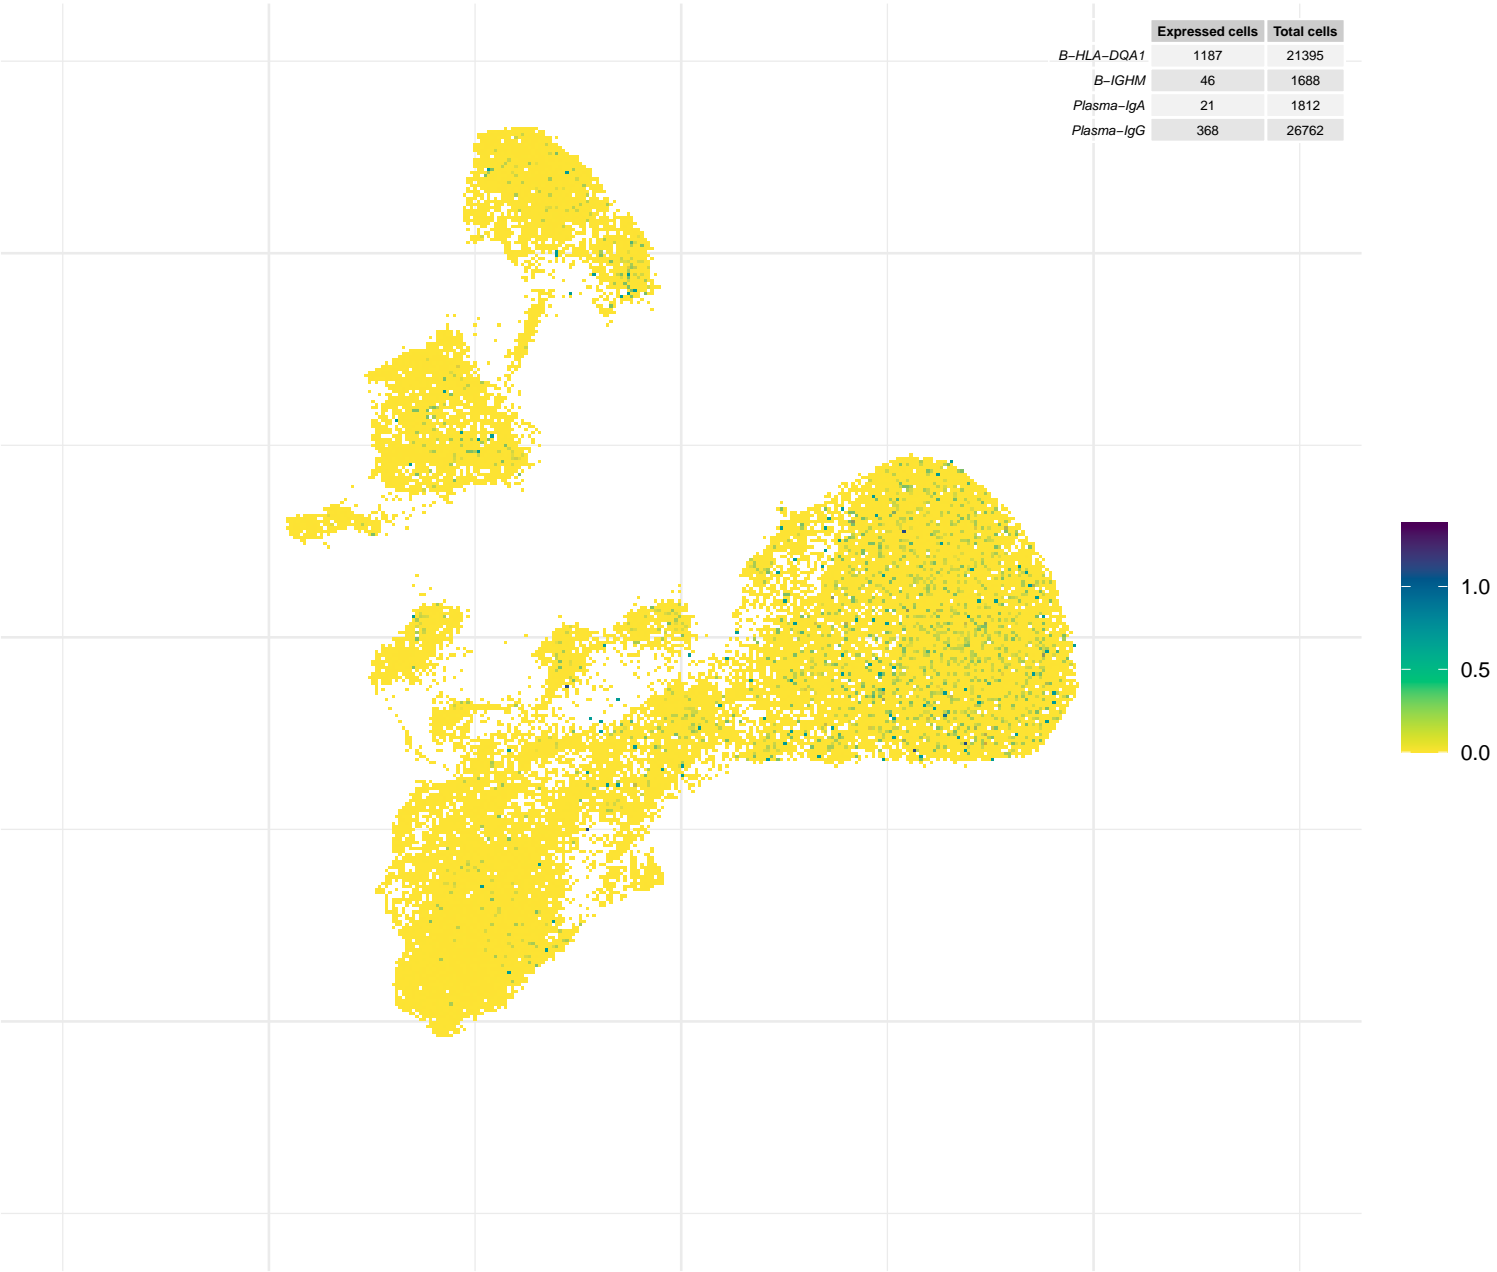 Expressed cells Total cells
B−HLA−DQA1 1187 21395
B−IGHM 46 1688
Plasma−IgA 21 1812
Plasma−IgG 368 26762
1.0
0.5
0.0